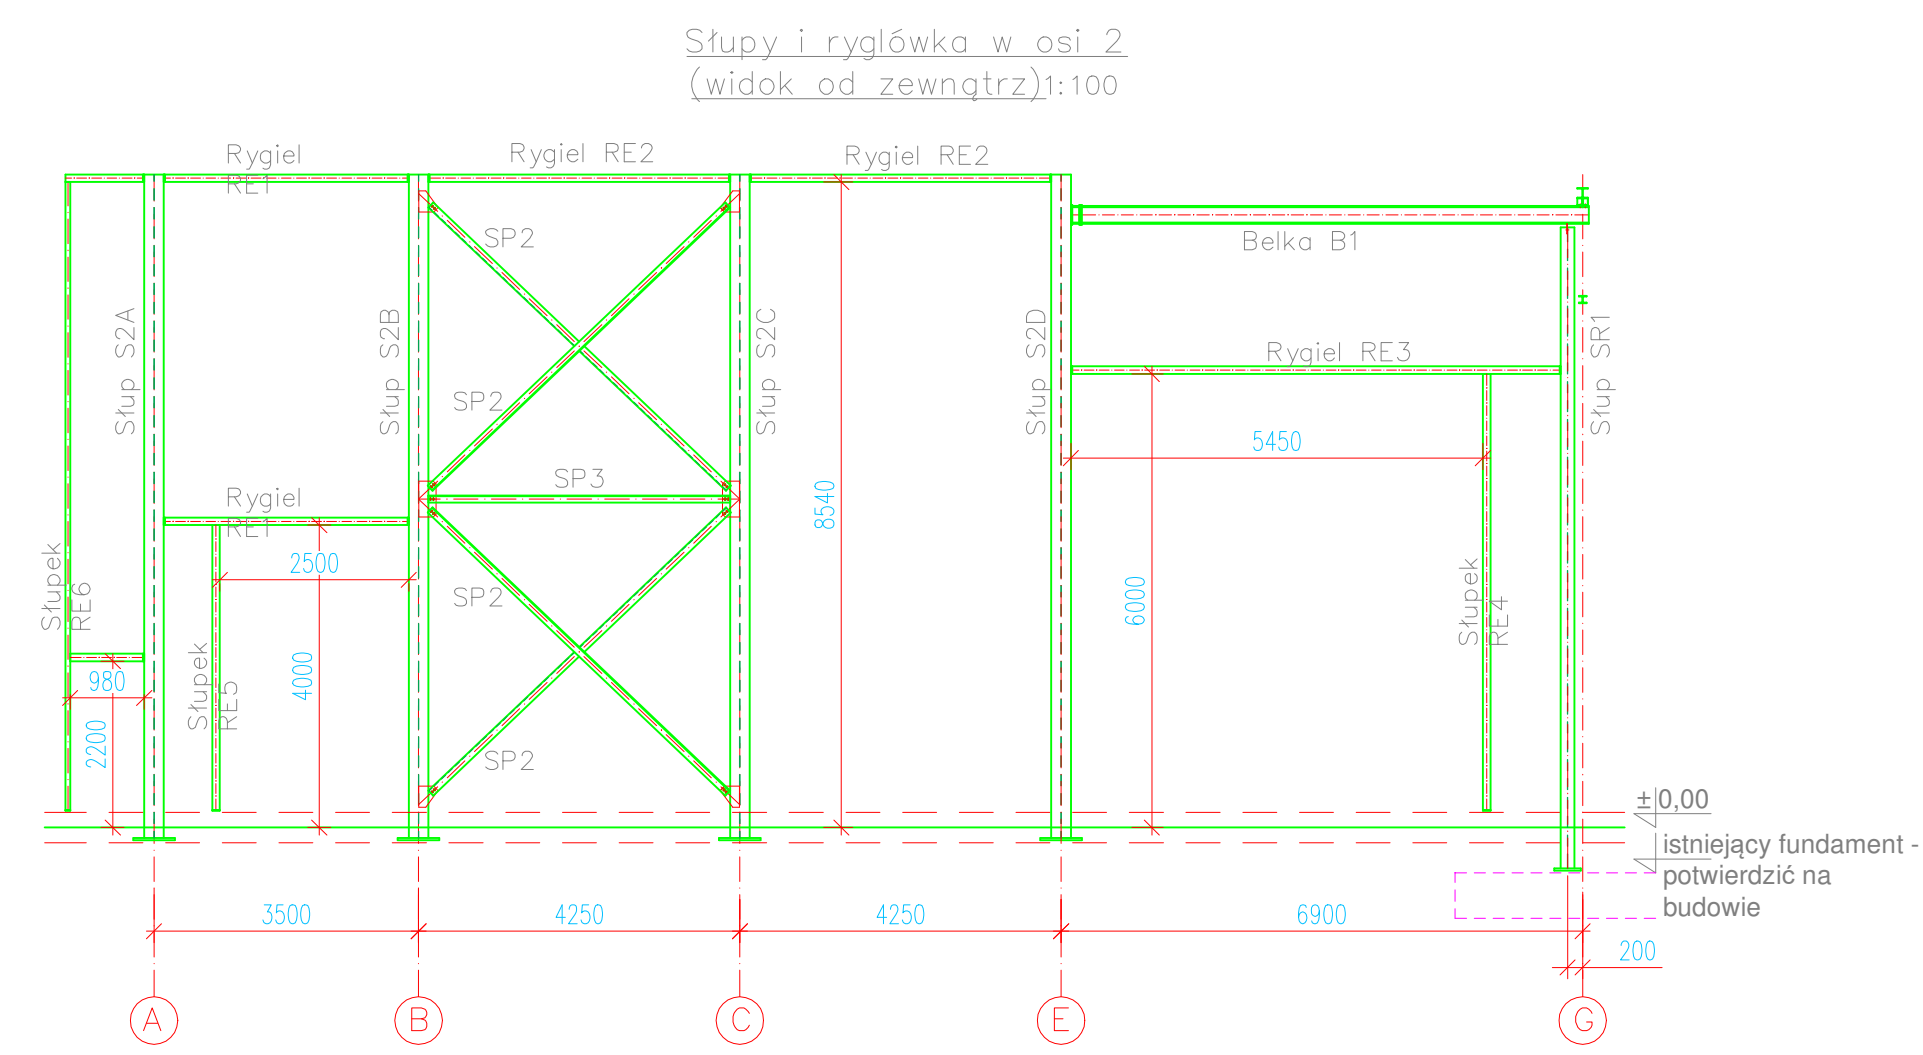 Słupy i ryglówka w osi 2
(widok od zewnątrz)1:100
Rygiel
RE1
Rygiel RE2
Rygiel RE2
SP2
Belka B1
Słup S2A
Słup S2B
Słup S2C
Słup S2D
Słup SR1
Rygiel RE3
SP2
5450
SP3
Rygiel
RE1
8540
2500
Słupek
RE6
SP2
6000
Słupek
RE4
4000
Słupek
RE5
980
2200
SP2
±0,00
istniejący fundament -
potwierdzić na
budowie
3500
4250
4250
6900
200
A
B
C
E
G